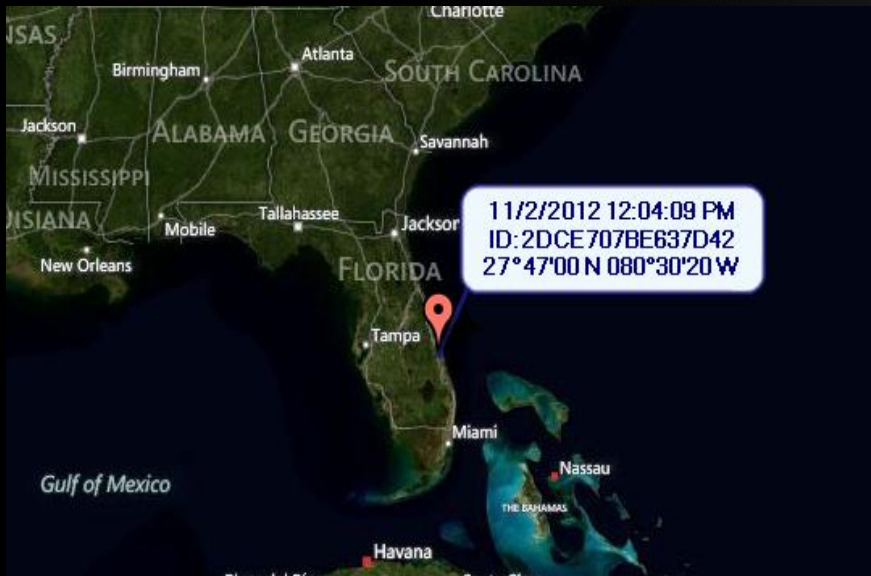 Charlotte
Atlanta
Birmingham
SOUTH CAROLINA
Jackson
ALABAMA
GEORGIA
Savannah
MISSISSIPPI
Tallahassee
Mobile
Jackson
New Orleans
FLORIDA
11/2/2012 12:04:09 PM
ID:2DCE707BE637D42
27°47'00 N 080°30'20 W
Tampa
Miami
Gulf of Mexico
Nassau
THE BAHAMAS
Havana